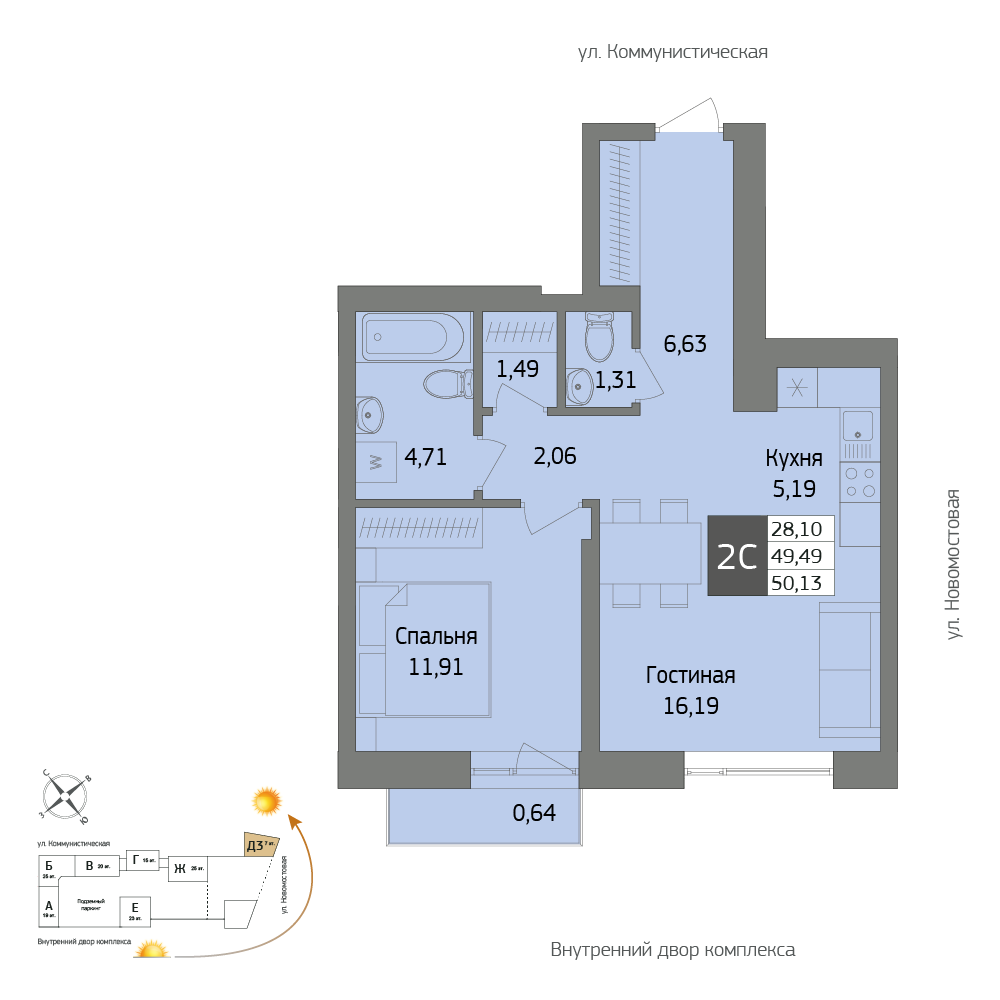 ул. Коммунистическая
6,63
1,49
1,31
4,71
2,06
W
Кухня
5,19
2С
28,10
49,49
50,13
ул. Новомостовая
Спальня
11,91
Гостиная
16,19
0,64
С
В
З
Ю
ул. Коммунистическая
Б
25 эт.
В
20 эт.
Г
15 эт.
Ж
25 эт.
Д3
7 эт.
А
19 эт.
Подземный
паркинг
Е
23 эт.
ул. Новомостовая
Внутренний двор комплекса
Внутренний двор комплекса